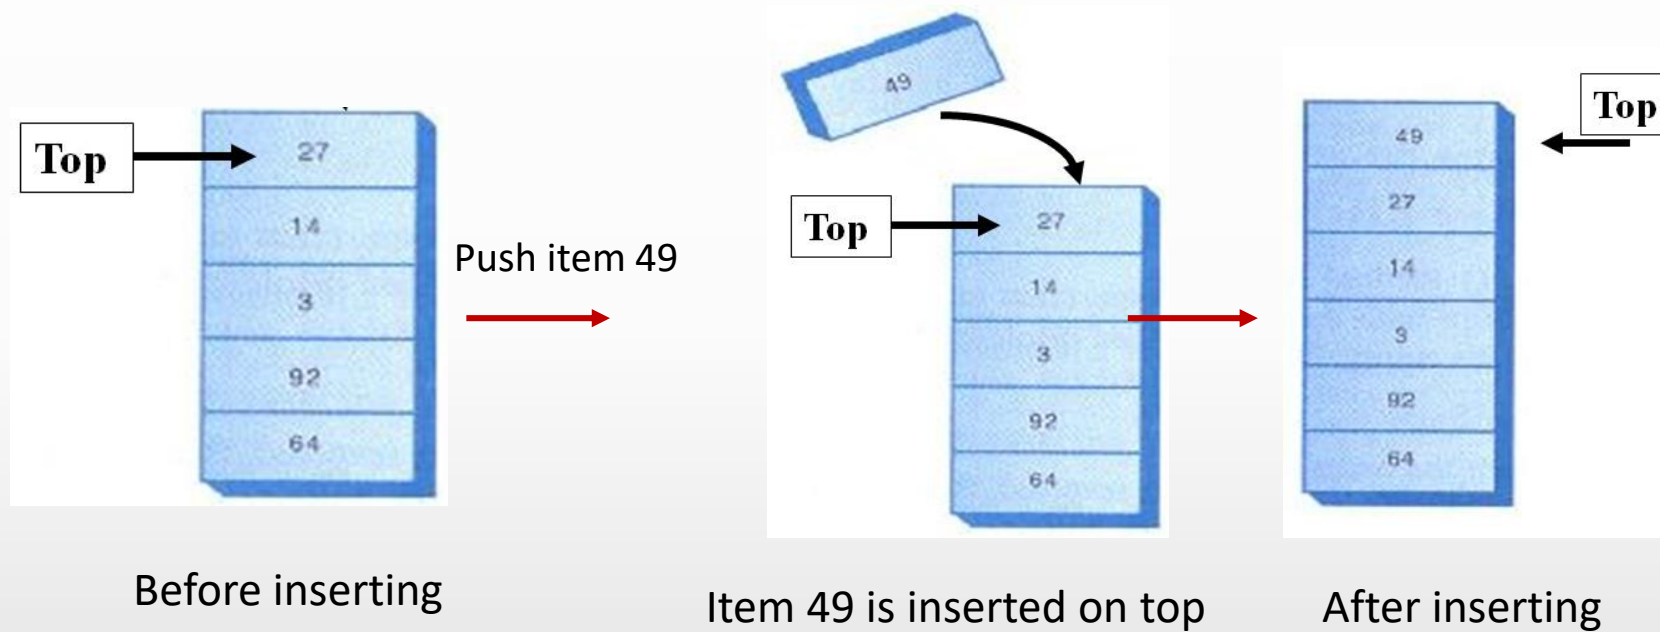 Top
27
14
3
92
64
Before inserting
Push item 49
49
Top
27
14
3
92
64
Item 49 is inserted on top
Top
49
27
14
3
92
64
After inserting